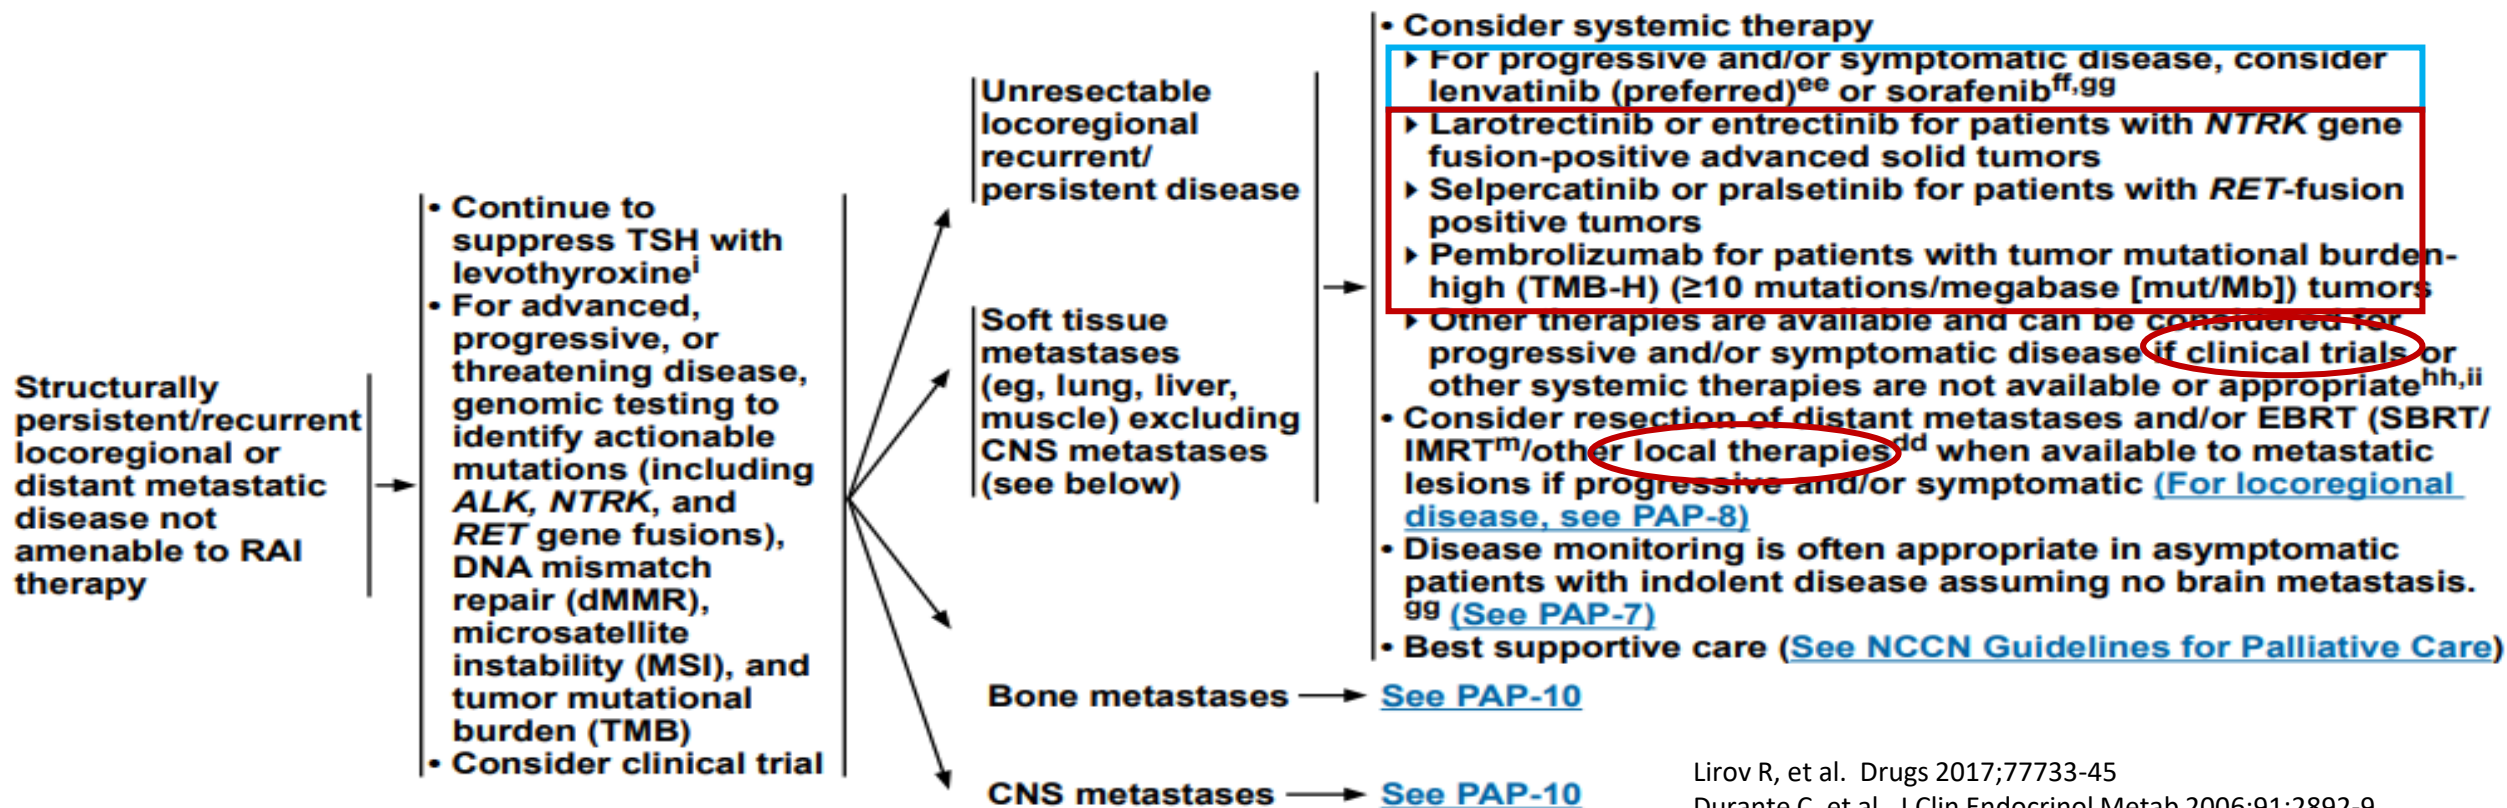 Structurally
persistent/recurrent
locoregional or
distant metastatic
disease not
amenable to RAI
therapy
• Continue to
suppress TSH with
levothyroxineⁱ
• For advanced,
progressive, or
threatening disease,
genomic testing to
identify actionable
mutations (including
ALK, NTRK, and
RET gene fusions),
DNA mismatch
repair (dMMR),
microsatellite
instability (MSI), and
tumor mutational
burden (TMB)
• Consider clinical trial
Unresectable
locoregional
recurrent/
persistent disease
Soft tissue
metastases
(eg, lung, liver,
muscle) excluding
CNS metastases
(see below)
Bone metastases
See PAP-10
CNS metastases
See PAP-10
• Consider systemic therapy
▸ For progressive and/or symptomatic disease, consider
lenvatinib (preferred)ee or sorafenibff,gg
▸ Larotrectinib or entrectinib for patients with NTRK gene
fusion-positive advanced solid tumors
▸ Selpercatinib or pralsetinib for patients with RET-fusion
positive tumors
▸ Pembrolizumab for patients with tumor mutational burden-
high (TMB-H) (≥10 mutations/megabase [mut/Mb]) tumors
▸ Other therapies are available and can be considered for
progressive and/or symptomatic disease if clinical trials or
other systemic therapies are not available or appropriatehh,ii
• Consider resection of distant metastases and/or EBRT (SBRT/
IMRTm/other local therapiesdd when available to metastatic
lesions if progressive and/or symptomatic (For locoregional
disease, see PAP-8)
• Disease monitoring is often appropriate in asymptomatic
patients with indolent disease assuming no brain metastasis.
gg (See PAP-7)
• Best supportive care (See NCCN Guidelines for Palliative Care)
Lirov R, et al. Drugs 2017;77733-45
Durante C, et al. J Clin Endocrinol Metab 2006;91:2892-9